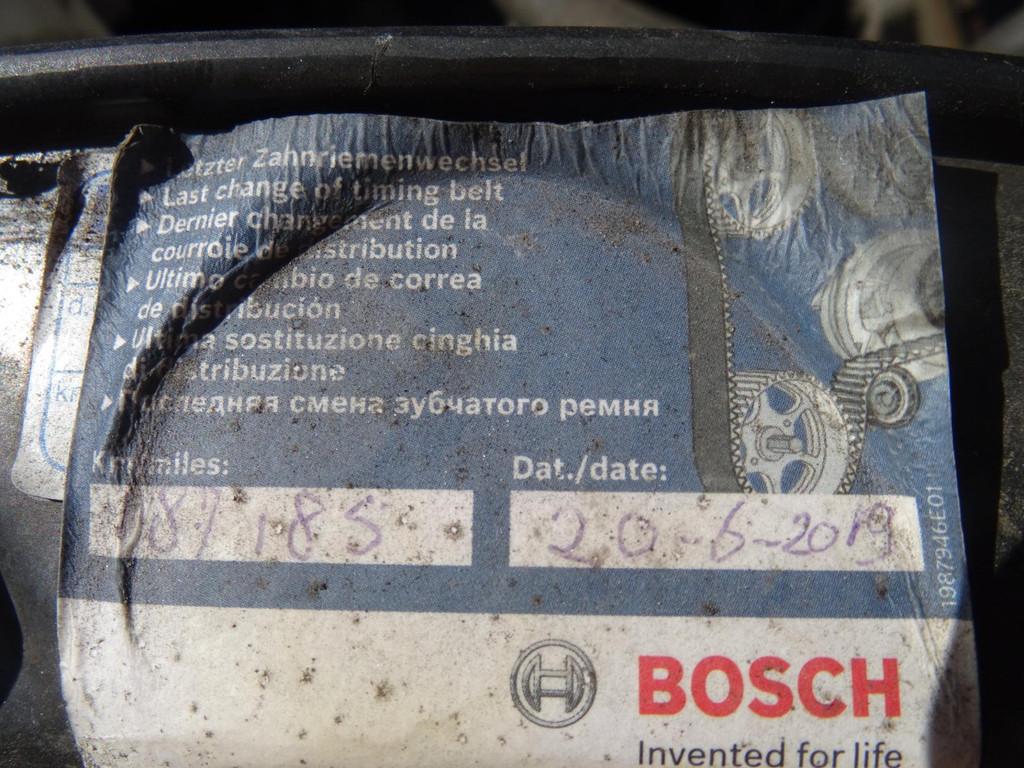 Letzter Zahnriemenwechsel
▸ Last change of timing belt
▸ Dernier changement de la
courroie de distribution
▸ Ultimo cambio de correa
de distribución
▸ Ultima sostituzione cinghia
di distribuzione
▸ Последняя смена зубчатого ремня
Km/miles:
Dat./date:
187185
20-6-2019
1987946E01
BOSCH
Invented for life